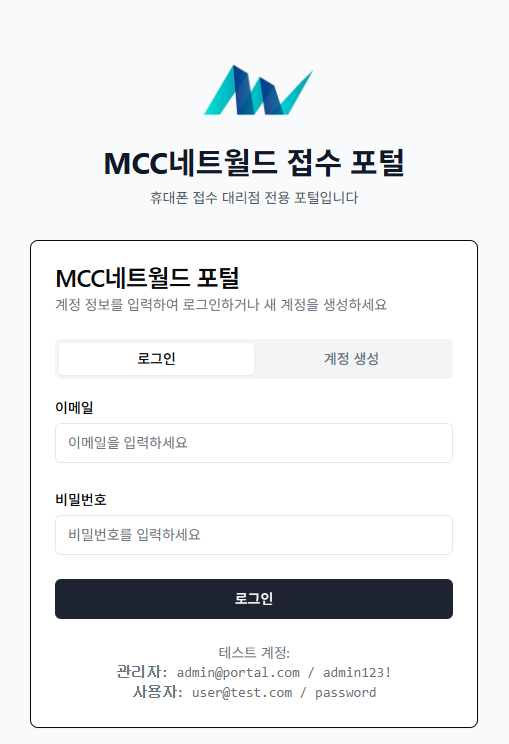 MCC네트월드 접수 포털
휴대폰 접수 대리점 전용 포털입니다
MCC네트월드 포털
계정 정보를 입력하여 로그인하거나 새 계정을 생성하세요
로그인
계정 생성
이메일
이메일을 입력하세요
비밀번호
비밀번호를 입력하세요
로그인
테스트 계정:
관리자: admin@portal.com / admin123!
사용자: user@test.com / password